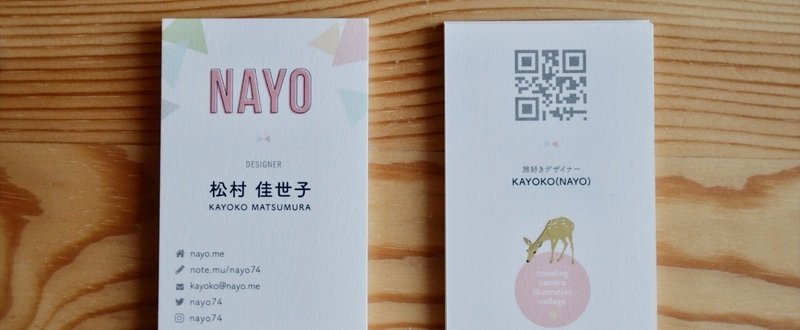 NAYO
DESIGNER
松村 佳世子
KAYOKO MATSUMURA
nayo.me
note.mu/nayo74
kayoko@nayo.me
nayo74
nayo74
旅好きデザイナー
KAYOKO(NAYO)
traveling
camera
illustration
collage